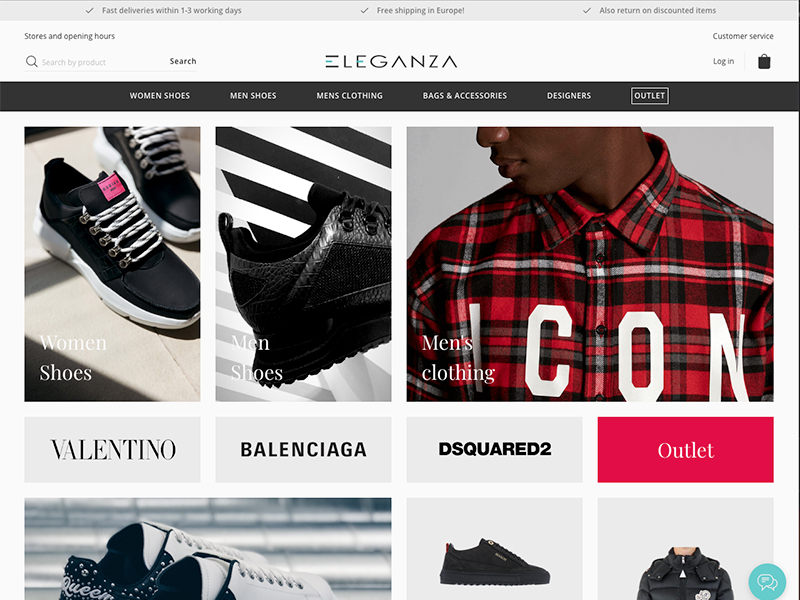 Fast deliveries within 1-3 working days
Free shipping in Europe!
Also return on discounted items
Stores and opening hours
Customer service
Search by product
Search
ELEGANZA
Log in
WOMEN SHOES
MEN SHOES
MENS CLOTHING
BAGS & ACCESSORIES
DESIGNERS
OUTLET
Women
Shoes
Men
Shoes
Men's
clothing
ICON
VALENTINO
BALENCIAGA
DSQUARED2
Outlet
Queen